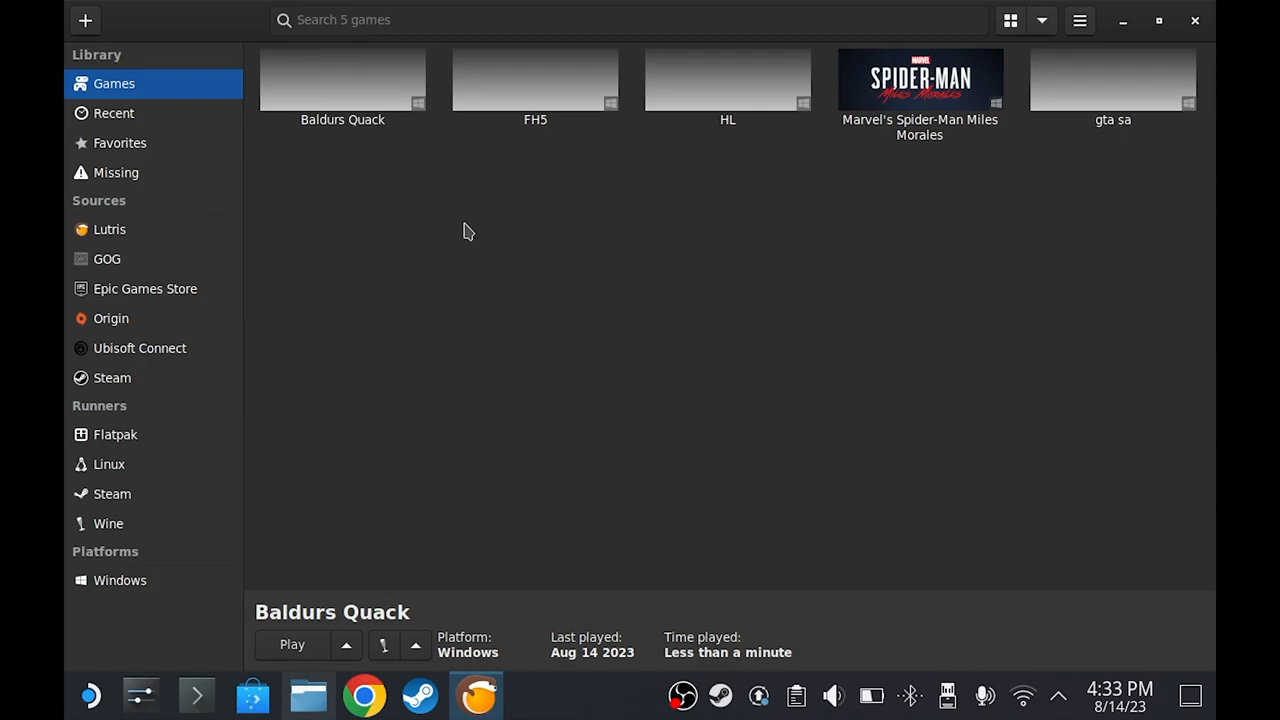 Search 5 games
Library
Games
Recent
Favorites
Missing
Sources
Lutris
GOG
Epic Games Store
Origin
Ubisoft Connect
Steam
Runners
Flatpak
Linux
Steam
Wine
Platforms
Windows
Baldurs Quack
FH5
HL
MARVEL
SPIDER-MAN
MILES MORALES
Marvel's Spider-Man Miles
Morales
gta sa
Baldurs Quack
Play
Platform:
Windows
Last played:
Aug 14 2023
Time played:
Less than a minute
4:33 PM
8/14/23